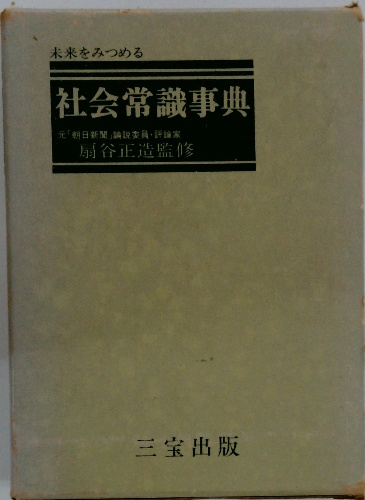 未来をみつめる
社会常識事典
元「朝日新聞」論説委員・評論家
扇谷正造監修
三宝出版